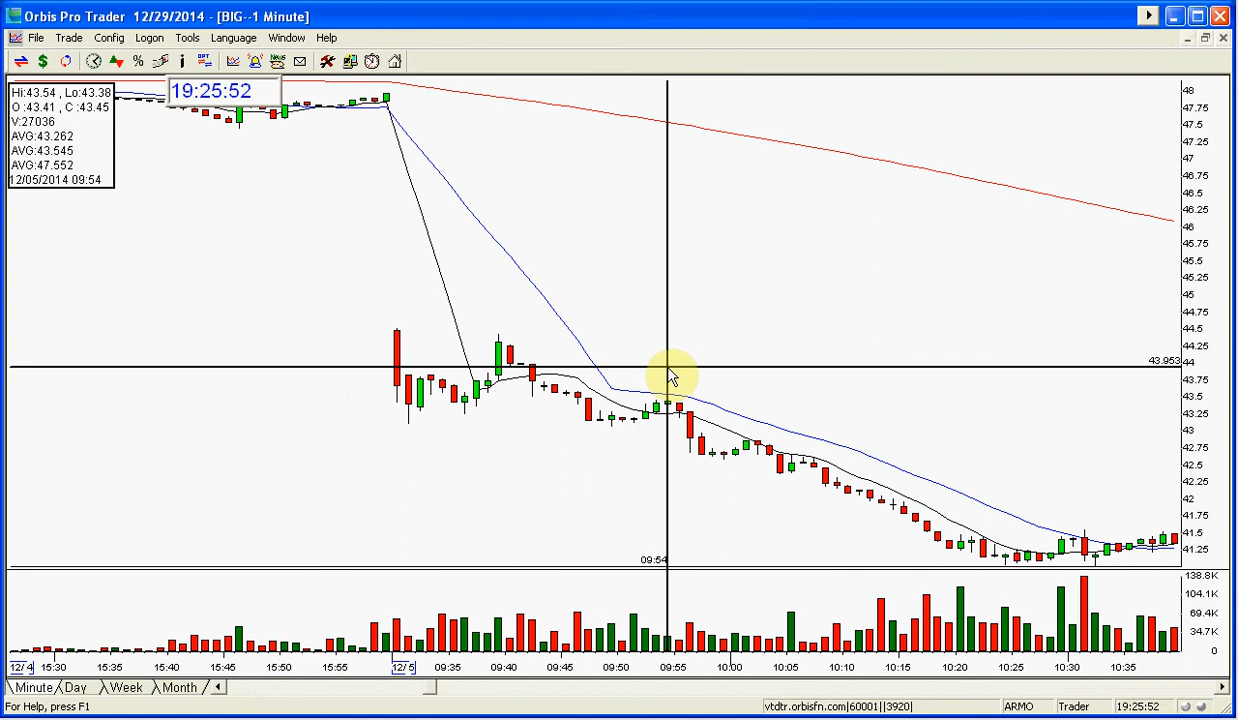 Orbis Pro Trader 12/29/2014 - [BIG--1 Minute]
File Trade Config Logon Tools Language Window Help
19:25:52
Hi:43.54 , Lo:43.38
O :43.41 , C :43.45
V:27036
AVG:43.262
AVG:43.545
AVG:47.552
12/05/2014 09:54
48
47.75
47.5
47.25
47
46.75
46.5
46.25
46
45.75
45.5
45.25
45
44.75
44.5
44.25
43.953
44
43.75
43.5
43.25
43
42.75
42.5
42.25
42
41.75
41.5
41.25
09:54
138.8K
104.1K
69.4K
34.7K
0
12/4 15:30 15:35 15:40 15:45 15:50 15:55 12/5 09:35 09:40 09:45 09:50 09:55 10:00 10:05 10:10 10:15 10:20 10:25 10:30 10:35
Minute Day Week Month
For Help, press F1 vtdtr.orbisfn.com|60001||3920| ARMO Trader 19:25:52